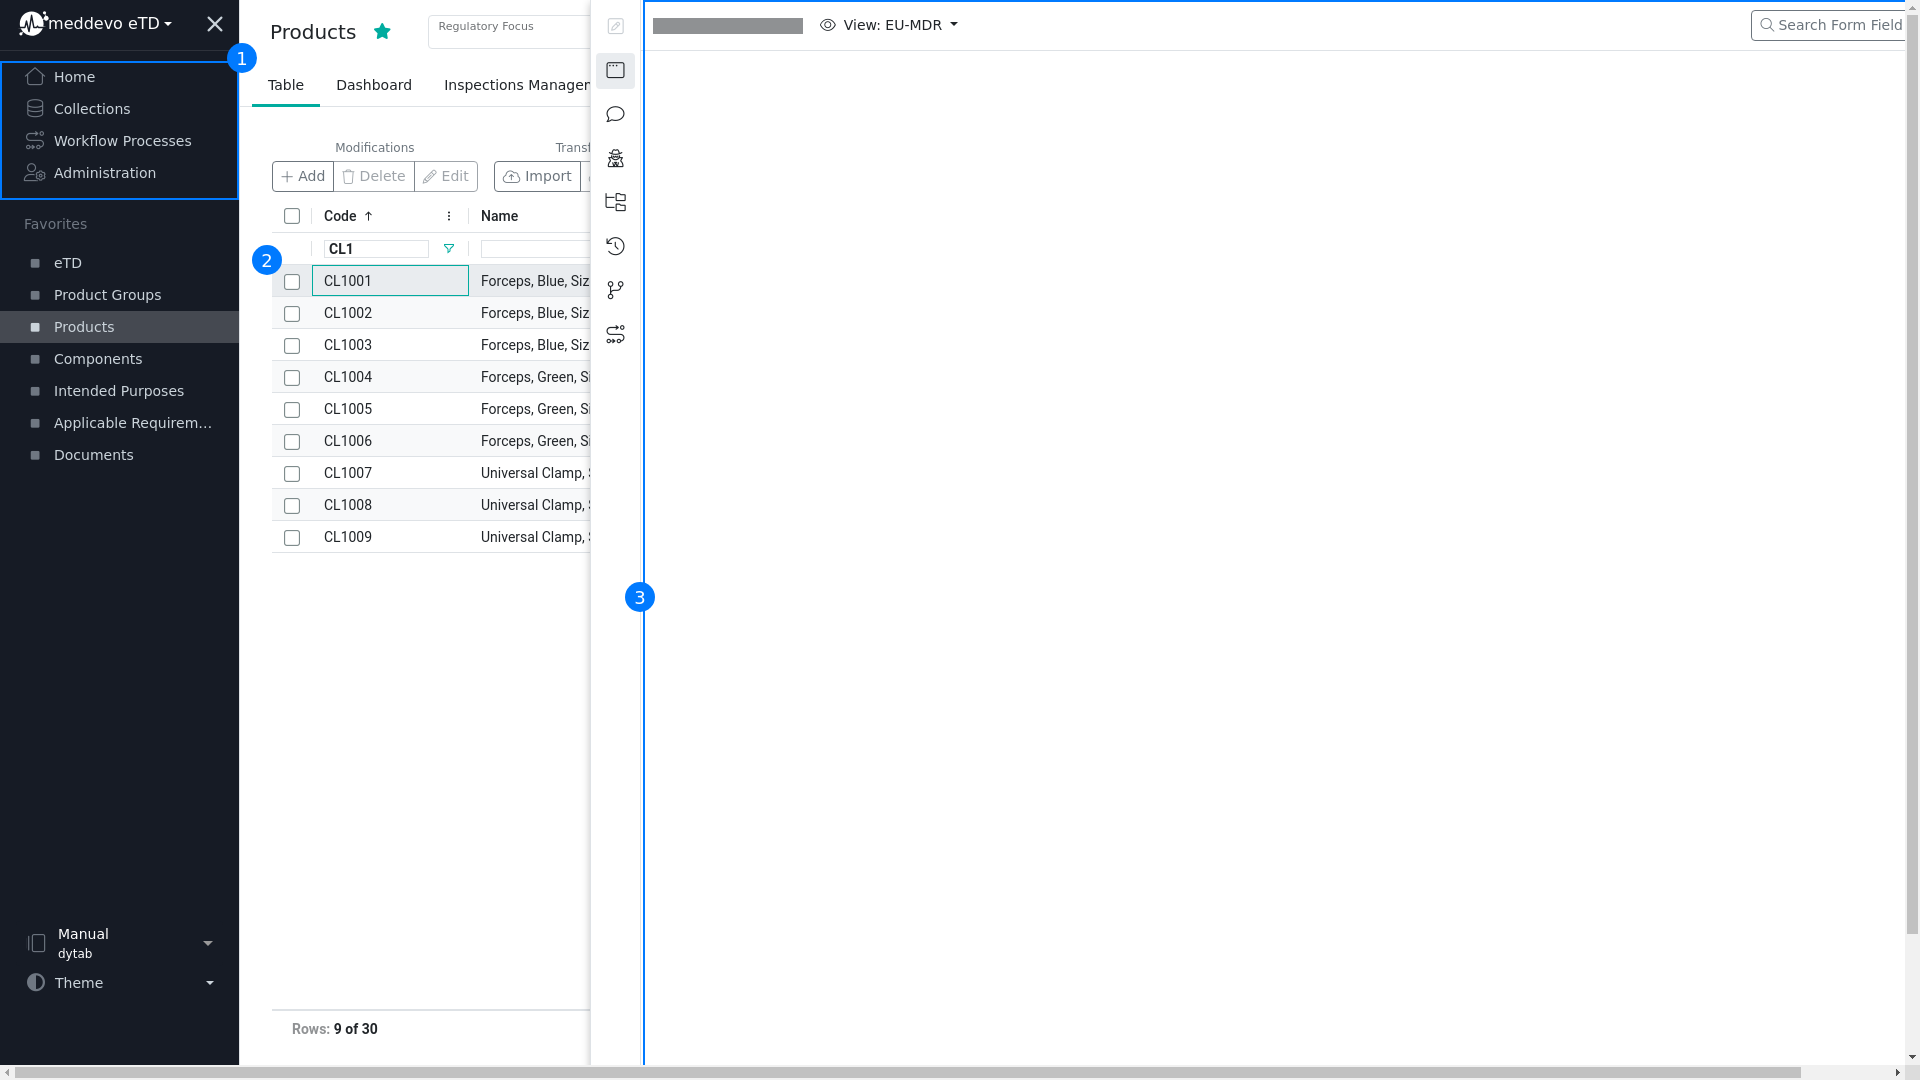 meddevo eTD
1
Home
Collections
Workflow Processes
Administration
Favorites
eTD
Product Groups
Products
Components
Intended Purposes
Applicable Requirem...
Documents
Manual
dytab
Theme
Products
Regulatory Focus
Table Dashboard Inspections Manager
Modifications
Add Delete Edit Import
Code Name
CL1
2
CL1001 Forceps, Blue, Siz
CL1002 Forceps, Blue, Siz
CL1003 Forceps, Blue, Siz
CL1004 Forceps, Green, Si
CL1005 Forceps, Green, Si
CL1006 Forceps, Green, Si
CL1007 Universal Clamp,
CL1008 Universal Clamp,
CL1009 Universal Clamp,
Rows: 9 of 30
3
View: EU-MDR
Search Form Field